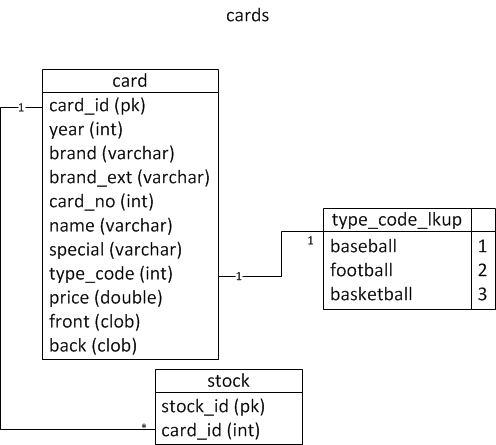 cards
card
card_id (pk)
year (int)
brand (varchar)
brand_ext (varchar)
card_no (int)
name (varchar)
special (varchar)
type_code (int)
price (double)
front (clob)
back (clob)
1
1
1
type_code_lkup
baseball 1
football 2
basketball 3
stock
stock_id (pk)
card_id (int)
*